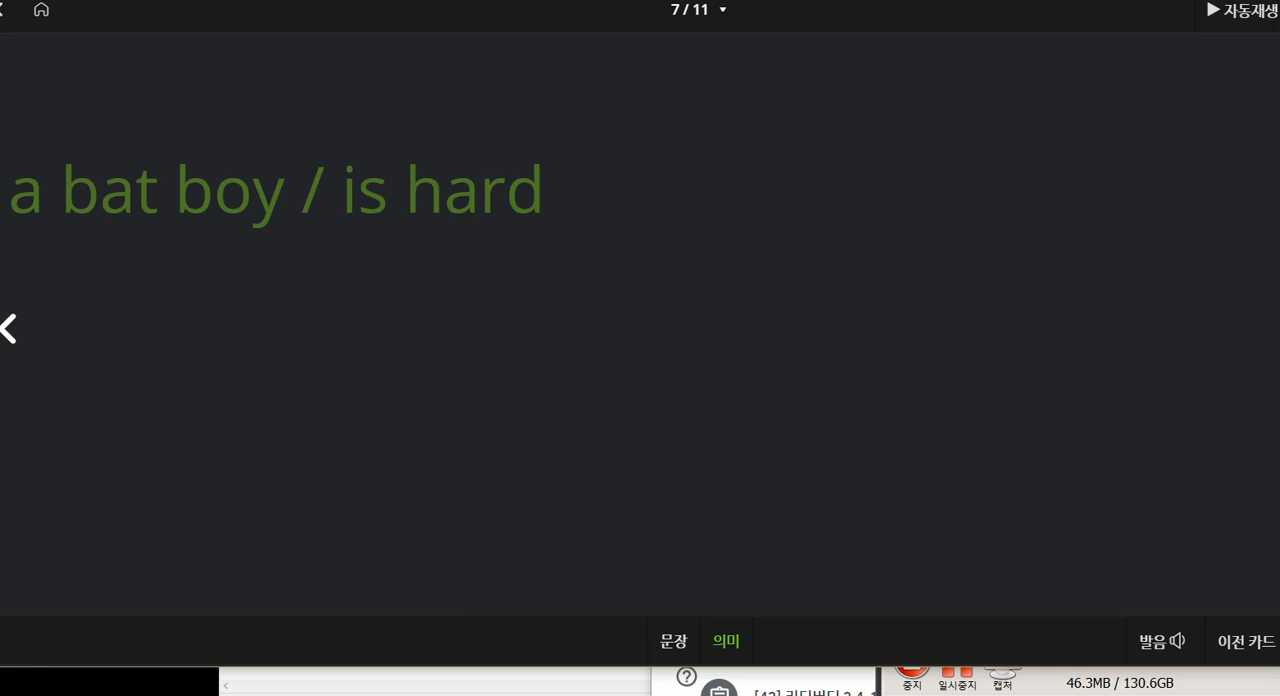 7 / 11
자동재생
a bat boy / is hard
문장
의미
발음
이전 카드
중지
일시중지
캡처
46.3MB / 130.6GB